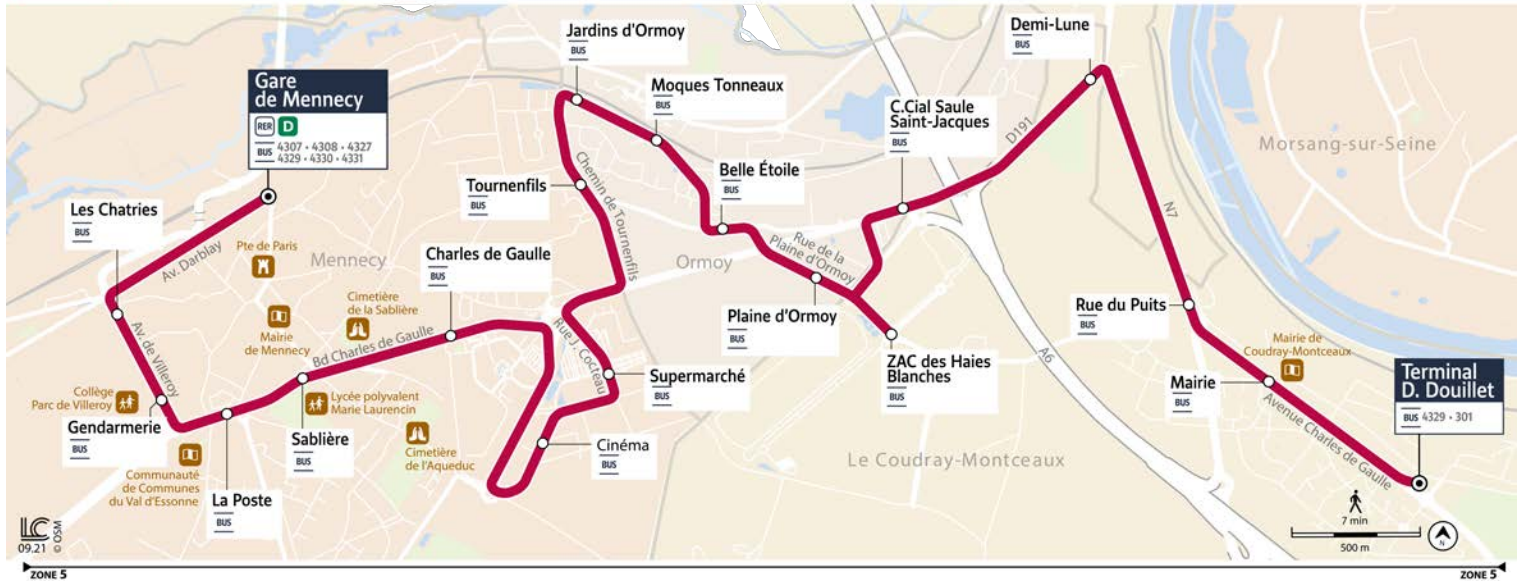 Gare
de Mennecy
RER D
BUS 4307 • 4308 • 4327
4329 • 4330 • 4331
Les Chatries
BUS
Av. Darblay
Pte de Paris
Mennecy
Mairie
de Mennecy
Cimetière
de la Sablière
Av. de Villeroy
Collège
Parc de Villeroy
Gendarmerie
BUS
Communauté
de Communes
du Val d'Essonne
La Poste
BUS
Bd Charles de Gaulle
Sablière
BUS
Lycée polyvalent
Marie Laurencin
Cimetière
de l'Aqueduc
Charles de Gaulle
BUS
Cinéma
BUS
Supermarché
BUS
Rue J. Cocteau
Tournenfils
BUS
Chemin de Tournenfils
Jardins d'Ormoy
BUS
Moques Tonneaux
BUS
Belle Étoile
BUS
Ormoy
Rue de la
Plaine d'Ormoy
Plaine d'Ormoy
BUS
ZAC des Haies
Blanches
BUS
C.Cial Saule
Saint-Jacques
BUS
D191
Demi-Lune
BUS
A6
N7
Morsang-sur-Seine
Le Coudray-Montceaux
Rue du Puits
BUS
Mairie de
Coudray-Montceaux
Mairie
BUS
Avenue Charles de Gaulle
Terminal
D. Douillet
BUS 4329 • 301
7 min
500 m
N
LC
09.21 © OSM
ZONE 5
ZONE 5